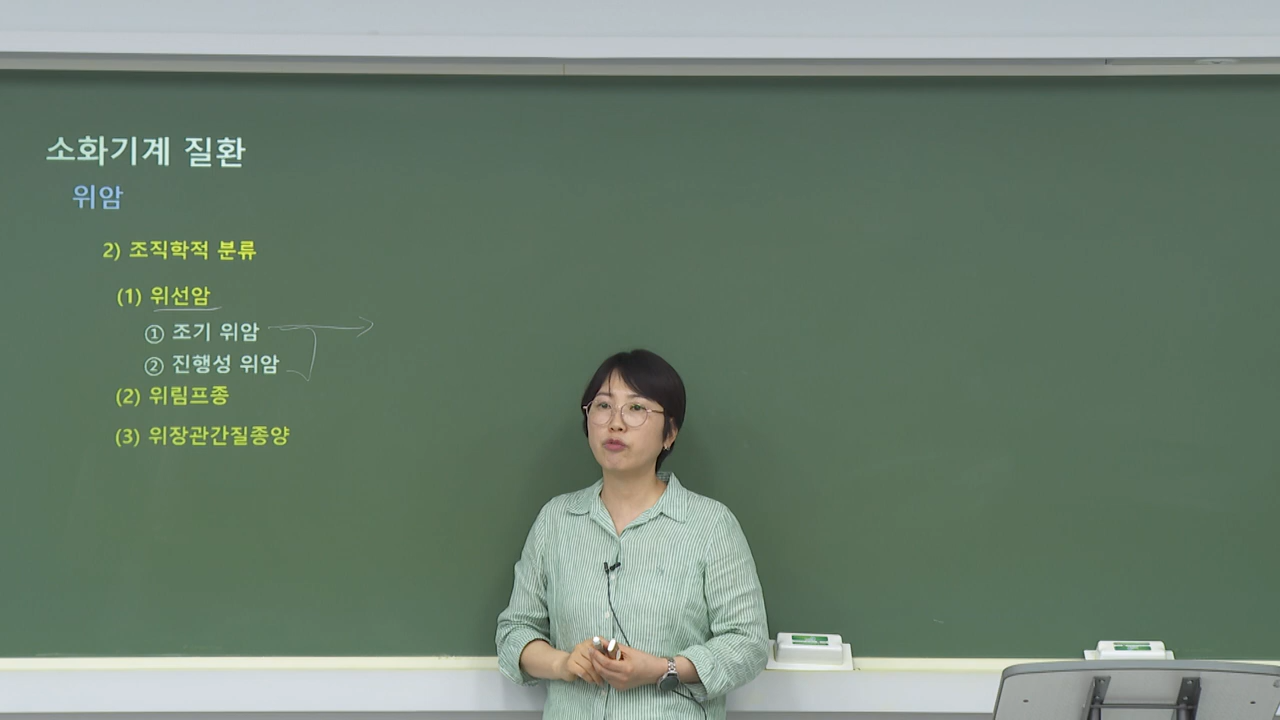 소화기계 질환
위암
2) 조직학적 분류
(1) 위선암
① 조기 위암
② 진행성 위암
(2) 위림프종
(3) 위장관간질종양